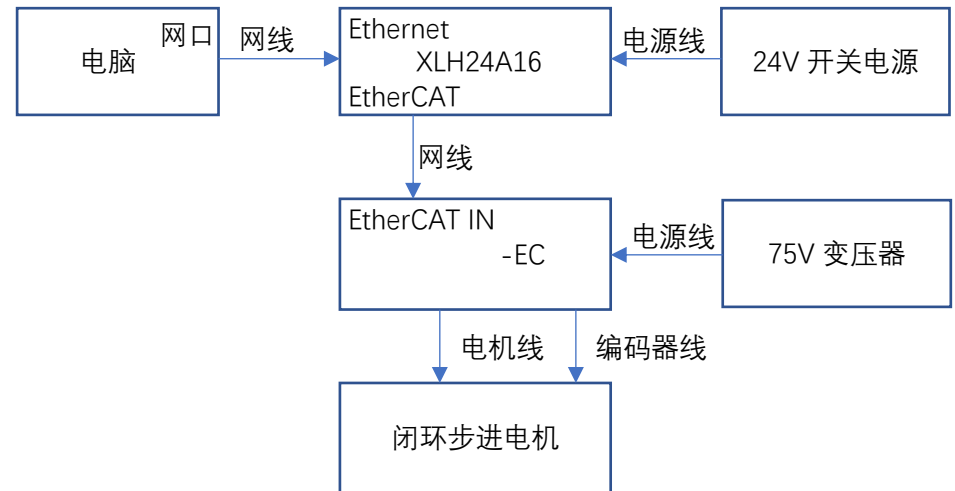 电脑
网口
网线
Ethernet
XLH24A16
EtherCAT
电源线
24V 开关电源
网线
EtherCAT IN
-EC
电源线
75V 变压器
电机线
编码器线
闭环步进电机